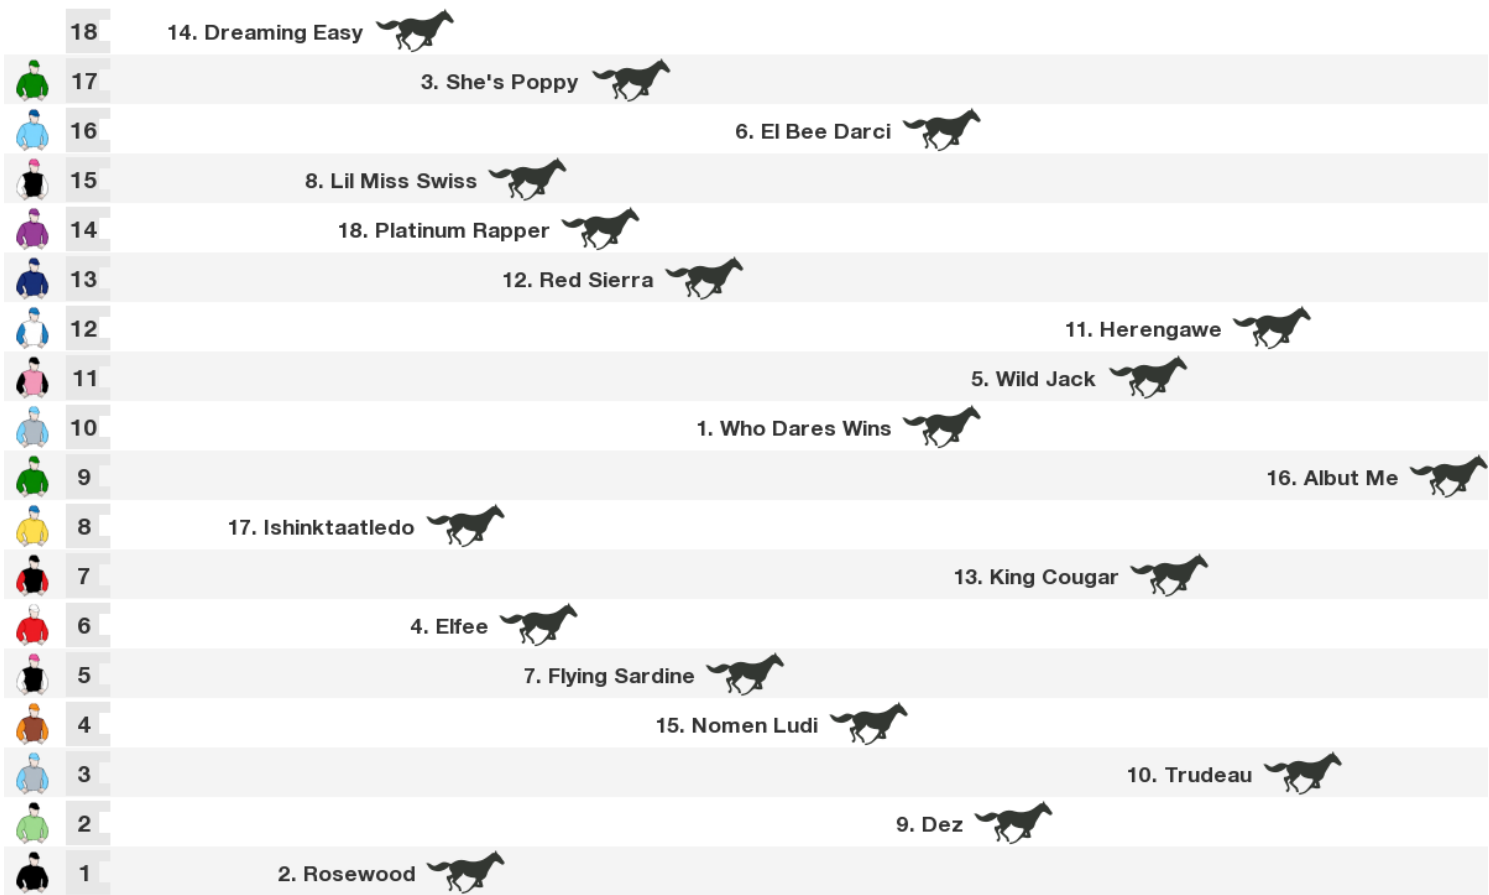 18 14. Dreaming Easy
17 3. She's Poppy
16 6. El Bee Darci
15 8. Lil Miss Swiss
14 18. Platinum Rapper
13 12. Red Sierra
12 11. Herengawe
11 5. Wild Jack
10 1. Who Dares Wins
9 16. Albut Me
8 17. Ishinktaatledo
7 13. King Cougar
6 4. Elfee
5 7. Flying Sardine
4 15. Nomen Ludi
3 10. Trudeau
2 9. Dez
1 2. Rosewood